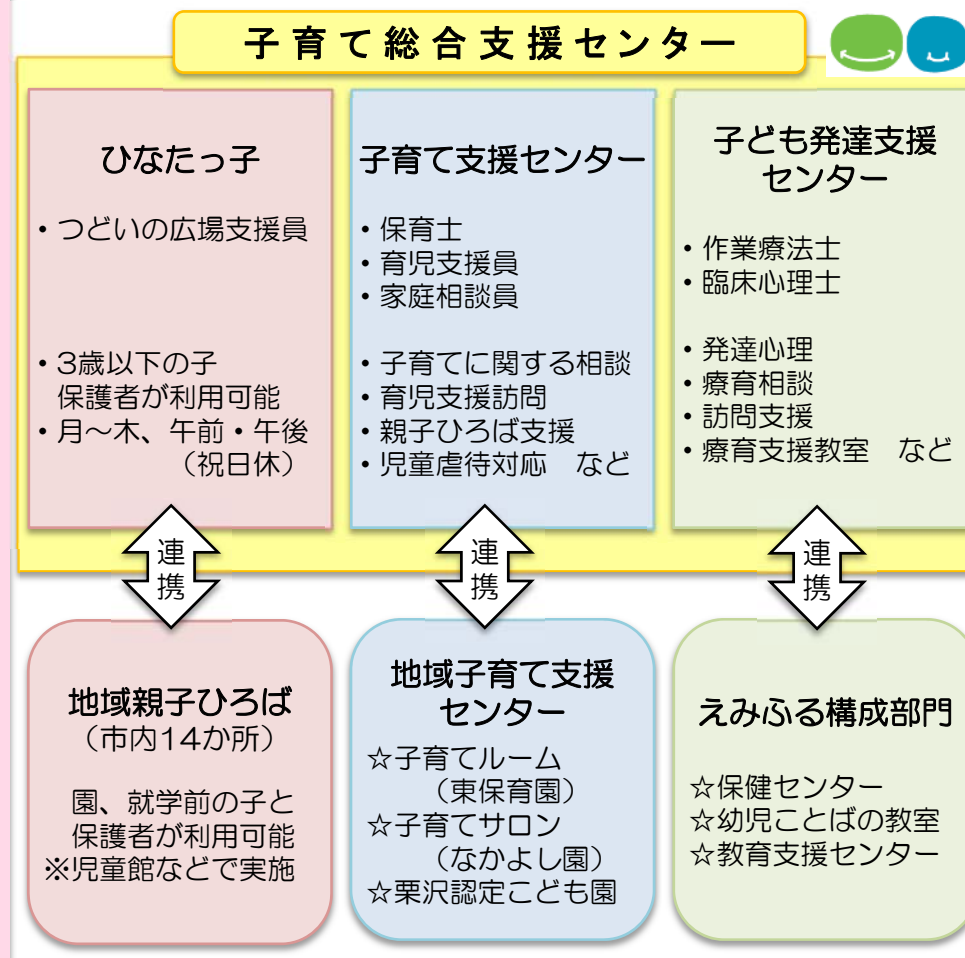 子育て総合支援センター
ひなたっ子
・つどいの広場支援員
・3歳以下の子
保護者が利用可能
・月～木、午前・午後
（祝日休）
子育て支援センター
・保育士
・育児支援員
・家庭相談員
・子育てに関する相談
・育児支援訪問
・親子ひろば支援
・児童虐待対応　など
子ども発達支援
センター
・作業療法士
・臨床心理士
・発達心理
・療育相談
・訪問支援
・療育支援教室　など
連
携
連
携
連
携
地域親子ひろば
（市内14か所）
園、就学前の子と
保護者が利用可能
※児童館などで実施
地域子育て支援
センター
☆子育てルーム
（東保育園）
☆子育てサロン
（なかよし園）
☆栗沢認定こども園
えみふる構成部門
☆保健センター
☆幼児ことばの教室
☆教育支援センター